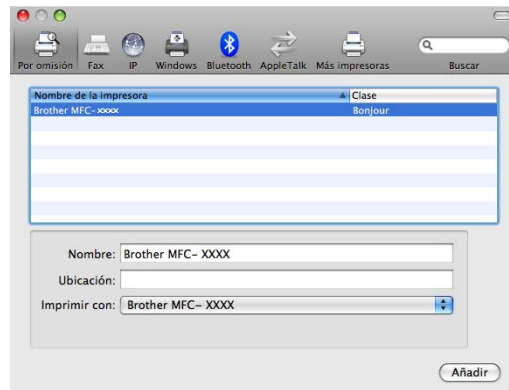 Por omisión Fax IP Windows Bluetooth AppleTalk Más impresoras Buscar
Nombre de la impresora Clase
Brother MFC-xxxx Bonjour
Nombre: Brother MFC- XXXX
Ubicación:
Imprimir con: Brother MFC- XXXX
Añadir